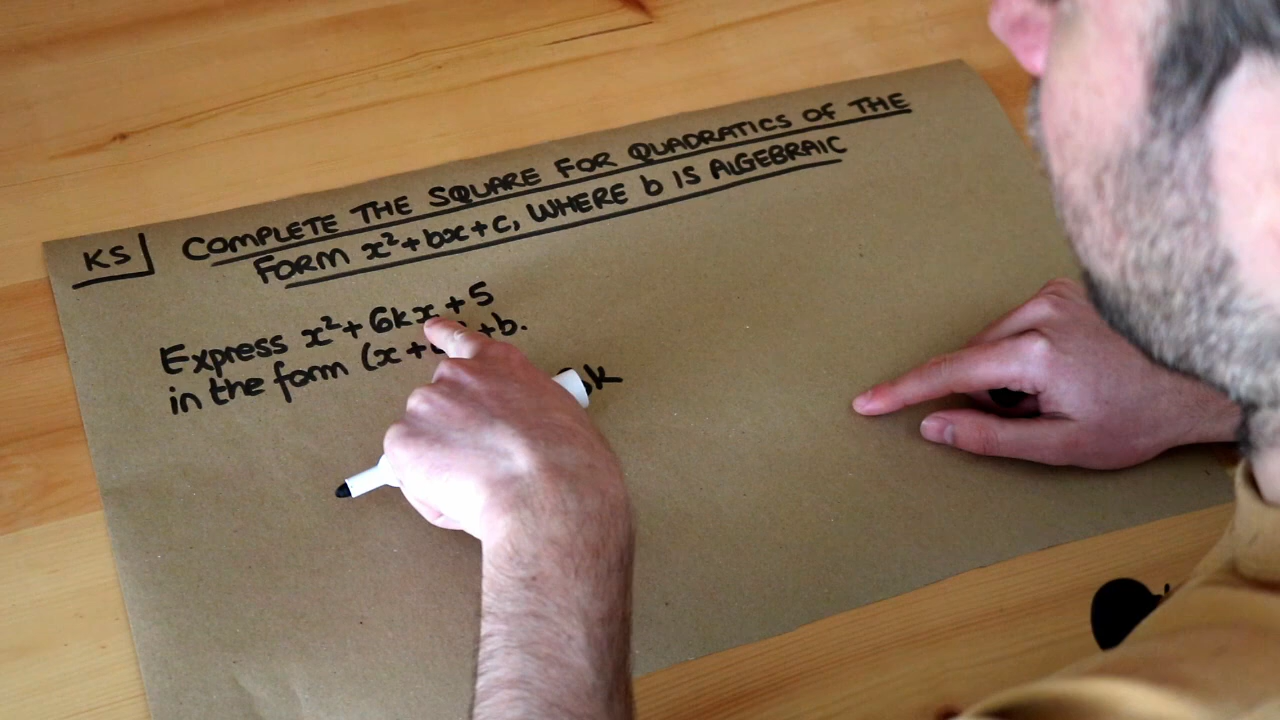 KS
COMPLETE THE SQUARE FOR QUADRATICS OF THE
FORM x²+bx+c, WHERE b IS ALGEBRAIC
Express x²+6kx+5
in the form (x+ +b.
k